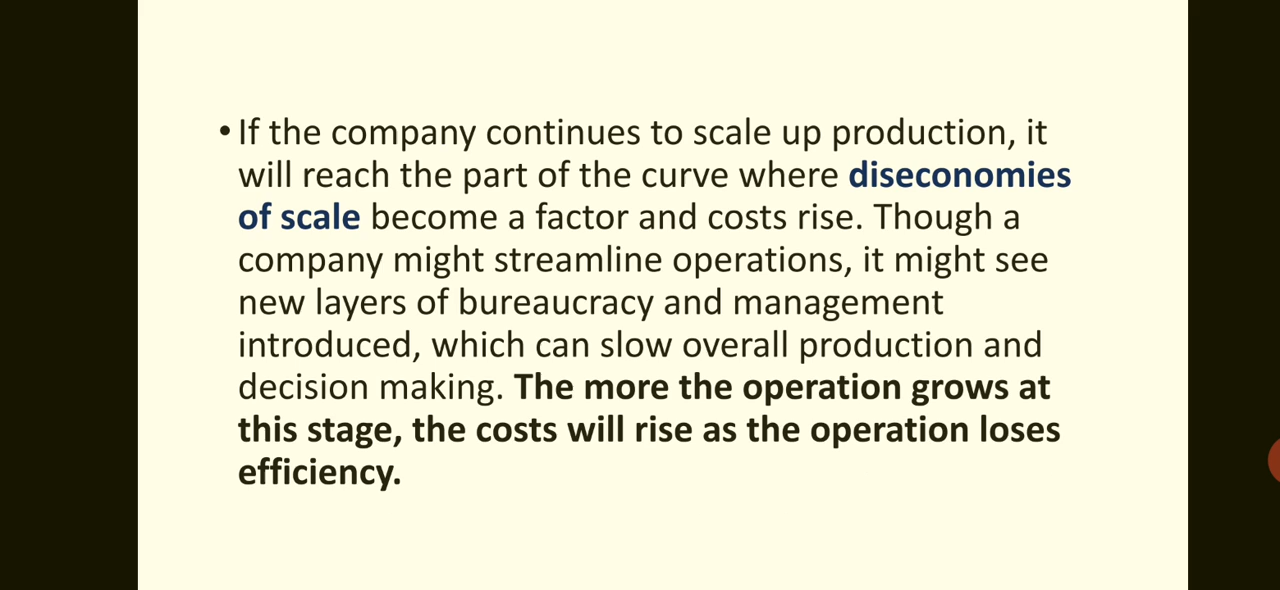 • If the company continues to scale up production, it
will reach the part of the curve where diseconomies
of scale become a factor and costs rise. Though a
company might streamline operations, it might see
new layers of bureaucracy and management
introduced, which can slow overall production and
decision making. The more the operation grows at
this stage, the costs will rise as the operation loses
efficiency.